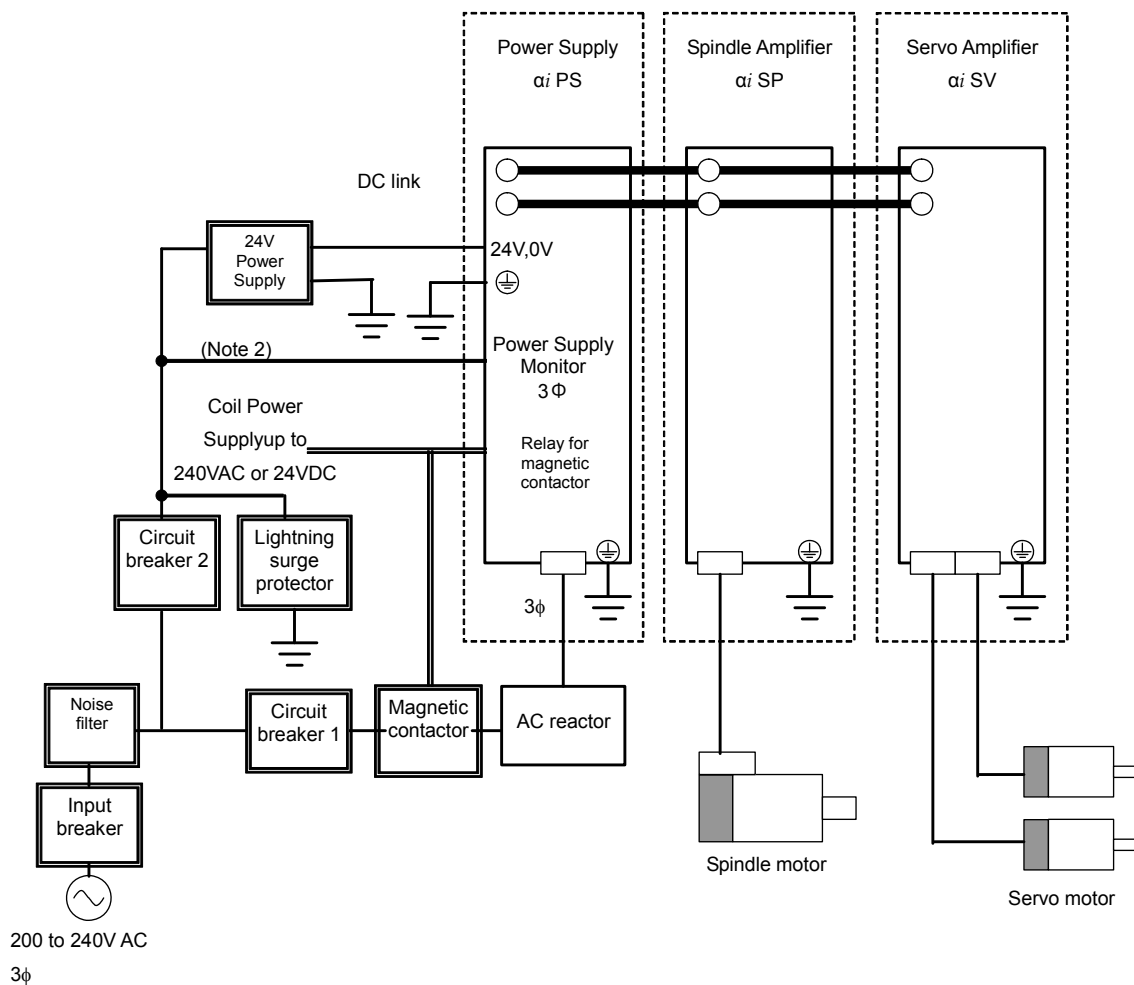 Power Supply
αi PS
Spindle Amplifier
αi SP
Servo Amplifier
αi SV
DC link
24V
Power
Supply
24V,0V
(Note 2)
Power Supply
Monitor
3Φ
Coil Power
Supplyup to
240VAC or 24VDC
Relay for
magnetic
contactor
Circuit
breaker 2
Lightning
surge
protector
3ϕ
Noise
filter
Circuit
breaker 1
Magnetic
contactor
AC reactor
Input
breaker
Spindle motor
Servo motor
200 to 240V AC
3ϕ